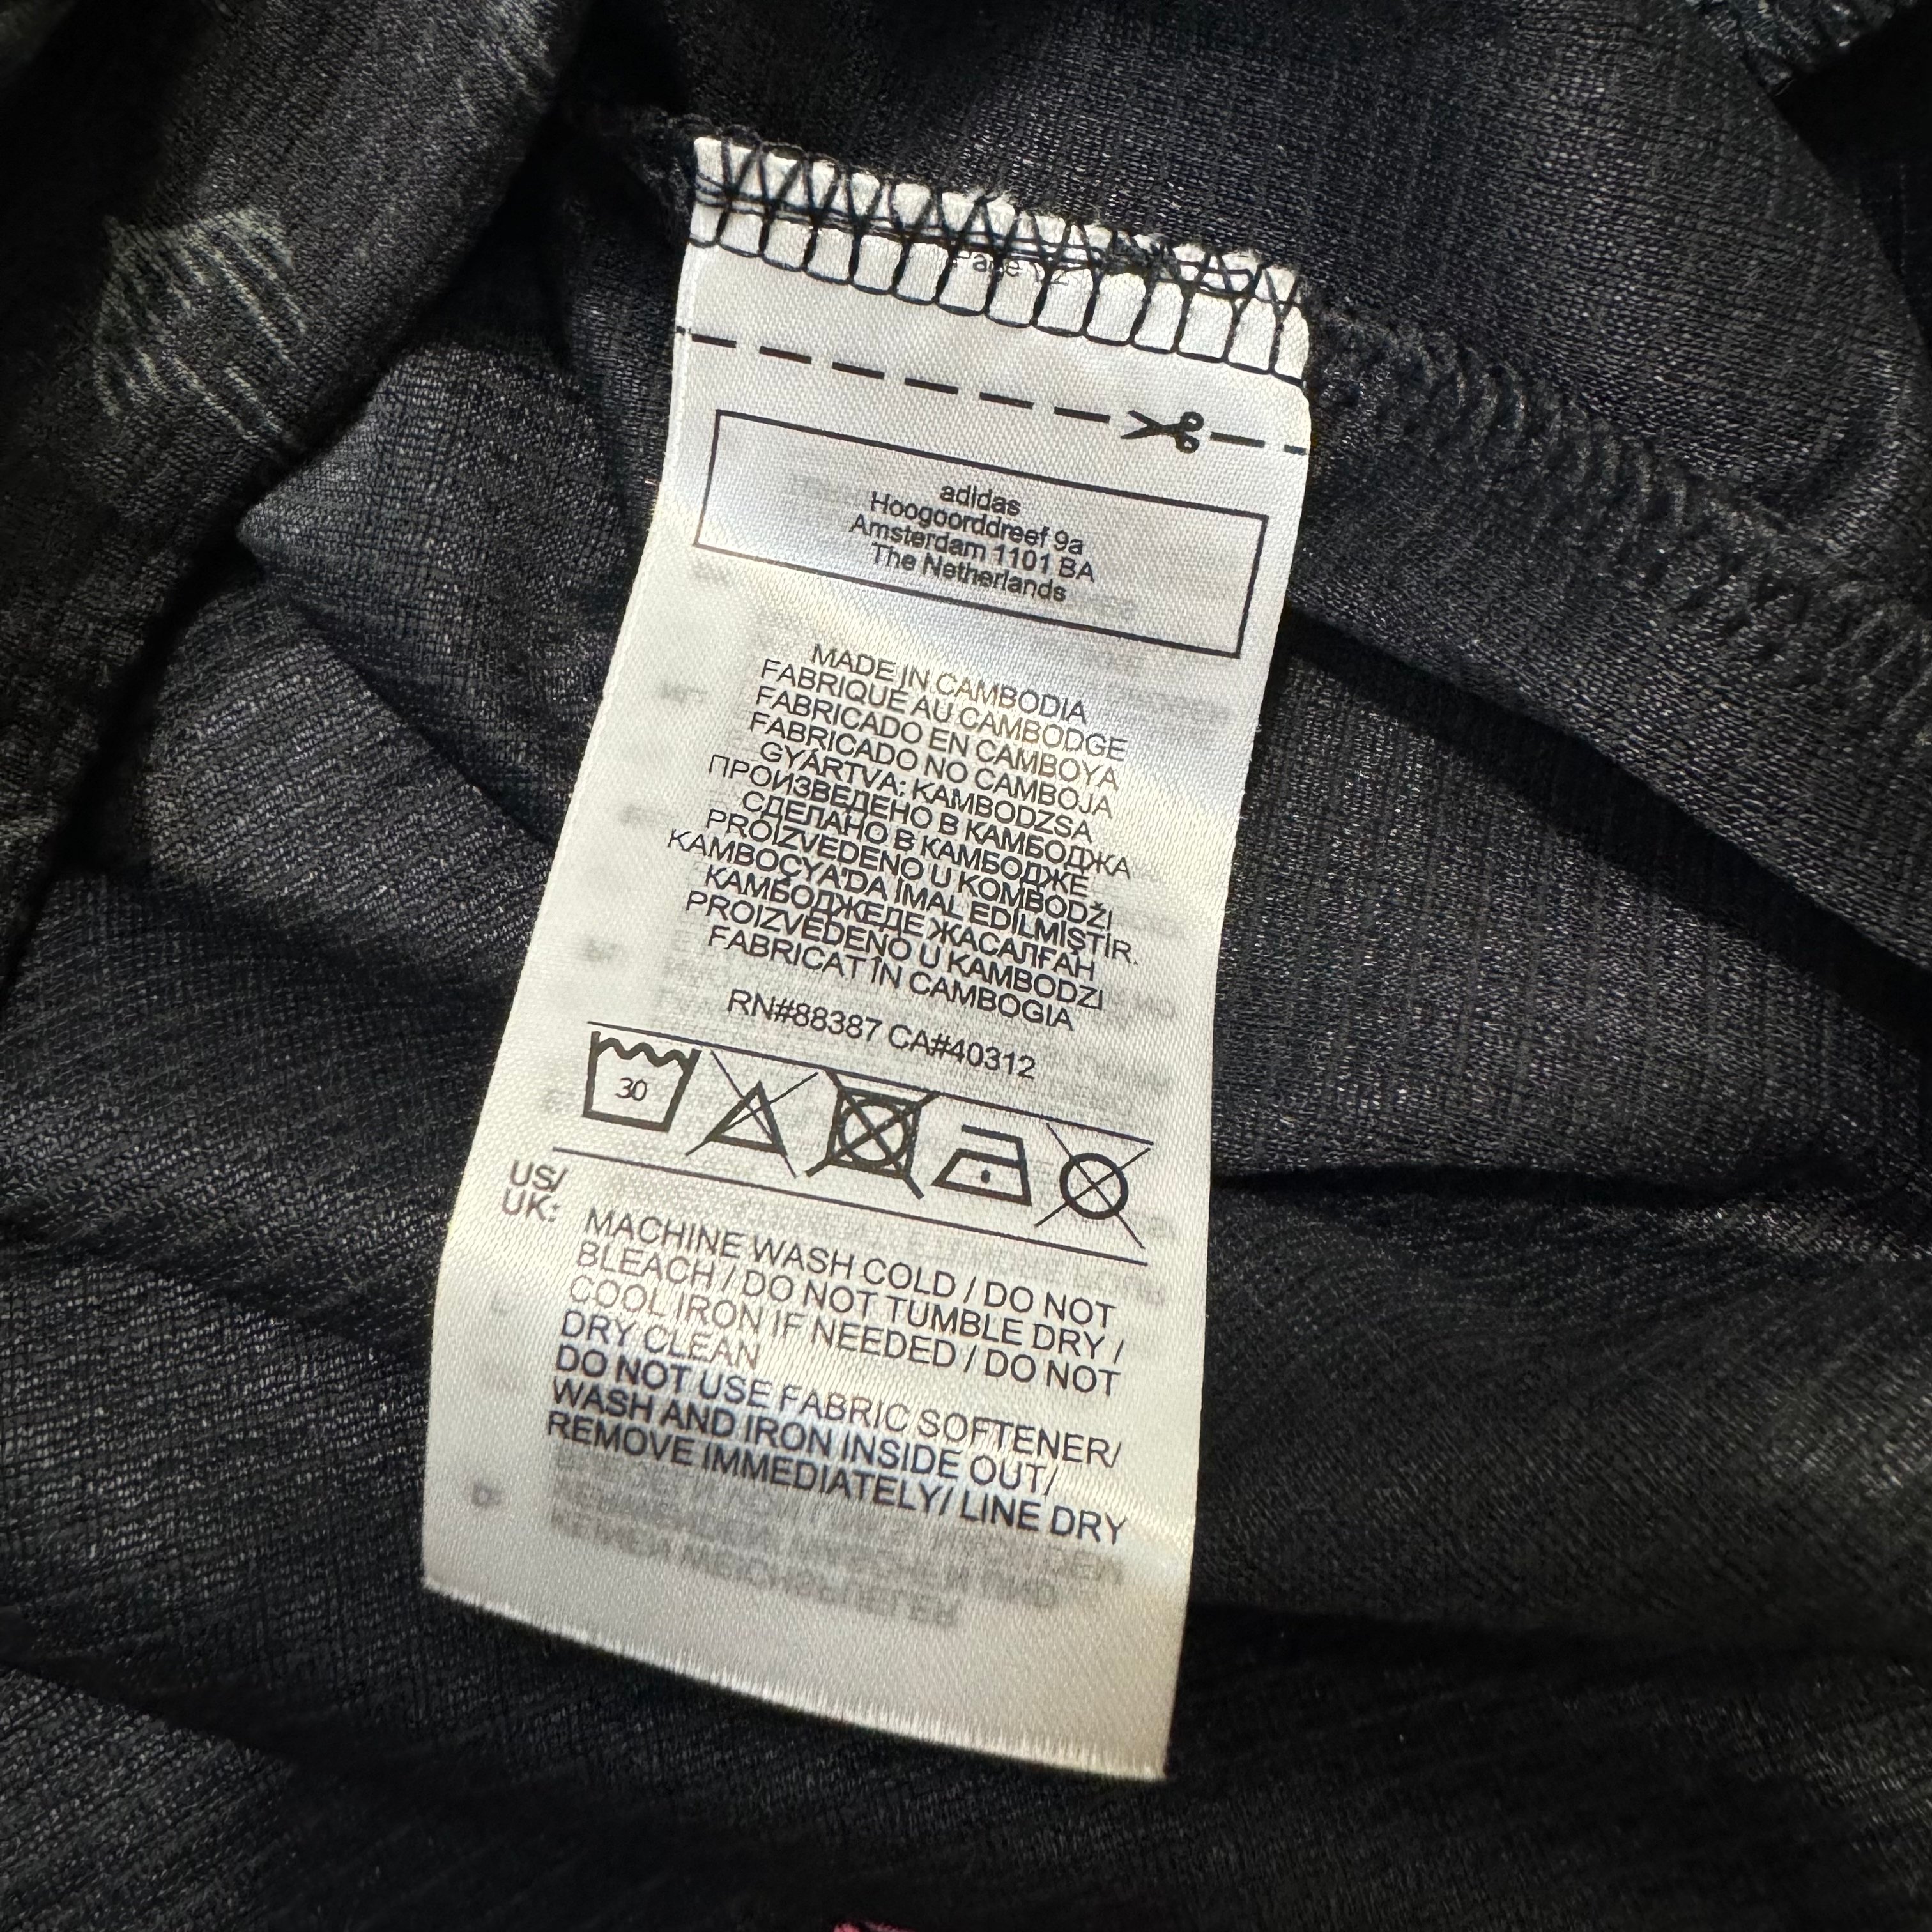 Page
adidas
Hoogoorddreef 9a
Amsterdam 1101 BA
The Netherlands
MADE IN CAMBODIA
FABRIQUÉ AU CAMBODGE
FABRICADO EN CAMBOYA
FABRICADO NO CAMBOJA
GYÁRTVA: KAMBODZSA
ПРОИЗВЕДЕНО В КАМБОДЖА
СДЕЛАНО В КАМБОДЖЕ
PROIZVEDENO U KOMBODŽI
KAMBOÇYA'DA İMAL EDİLMİŞTİR.
КАМБОДЖЕДЕ ЖАСАЛҒАН
PROIZVEDENO U KAMBODZI
FABRICAT ÎN CAMBOGIA
RN#88387 CA#40312
30
US/
UK:
MACHINE WASH COLD / DO NOT
BLEACH / DO NOT TUMBLE DRY /
COOL IRON IF NEEDED / DO NOT
DRY CLEAN
DO NOT USE FABRIC SOFTENER/
WASH AND IRON INSIDE OUT/
REMOVE IMMEDIATELY/ LINE DRY